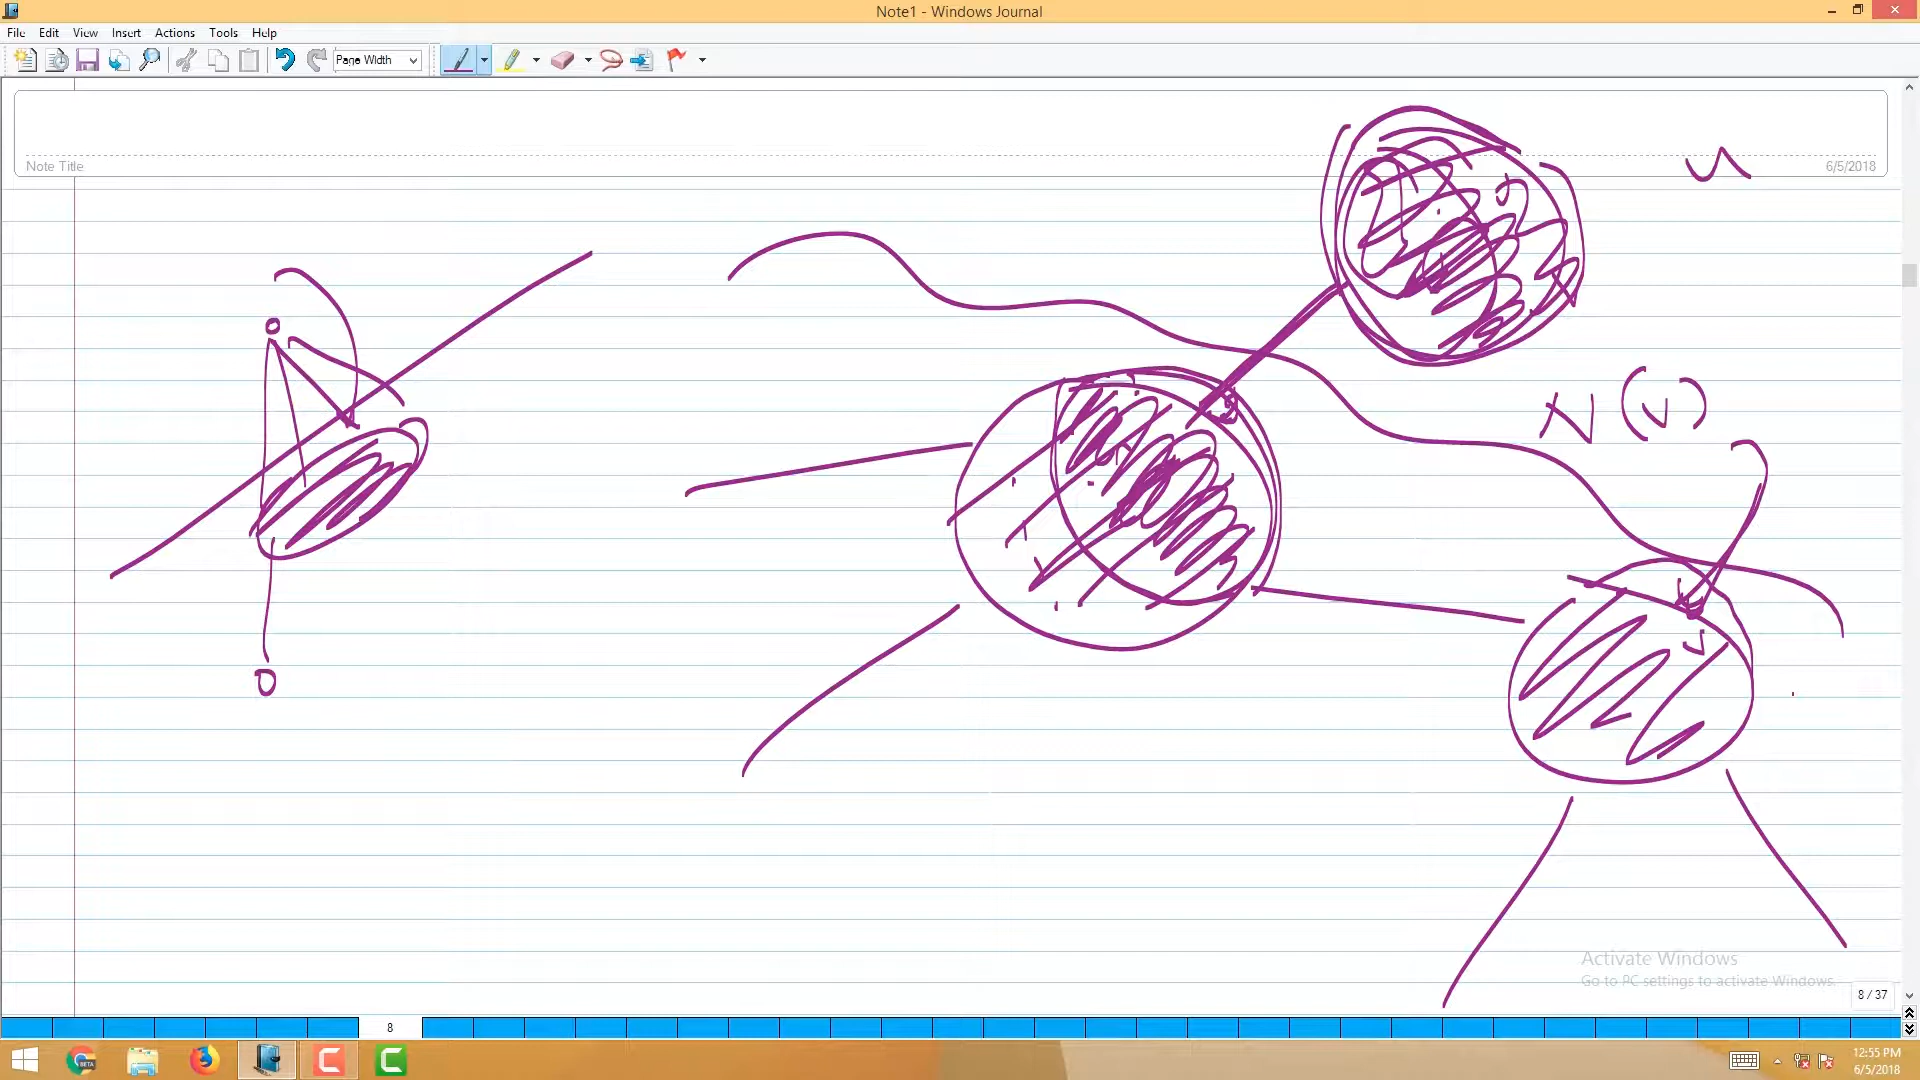 Note1 - Windows Journal
File Edit View Insert Actions Tools Help
Page Width
Note Title
6/5/2018
u
N(v)
v
Activate Windows
Go to PC settings to activate Windows.
8 / 37
8
12:55 PM
6/5/2018